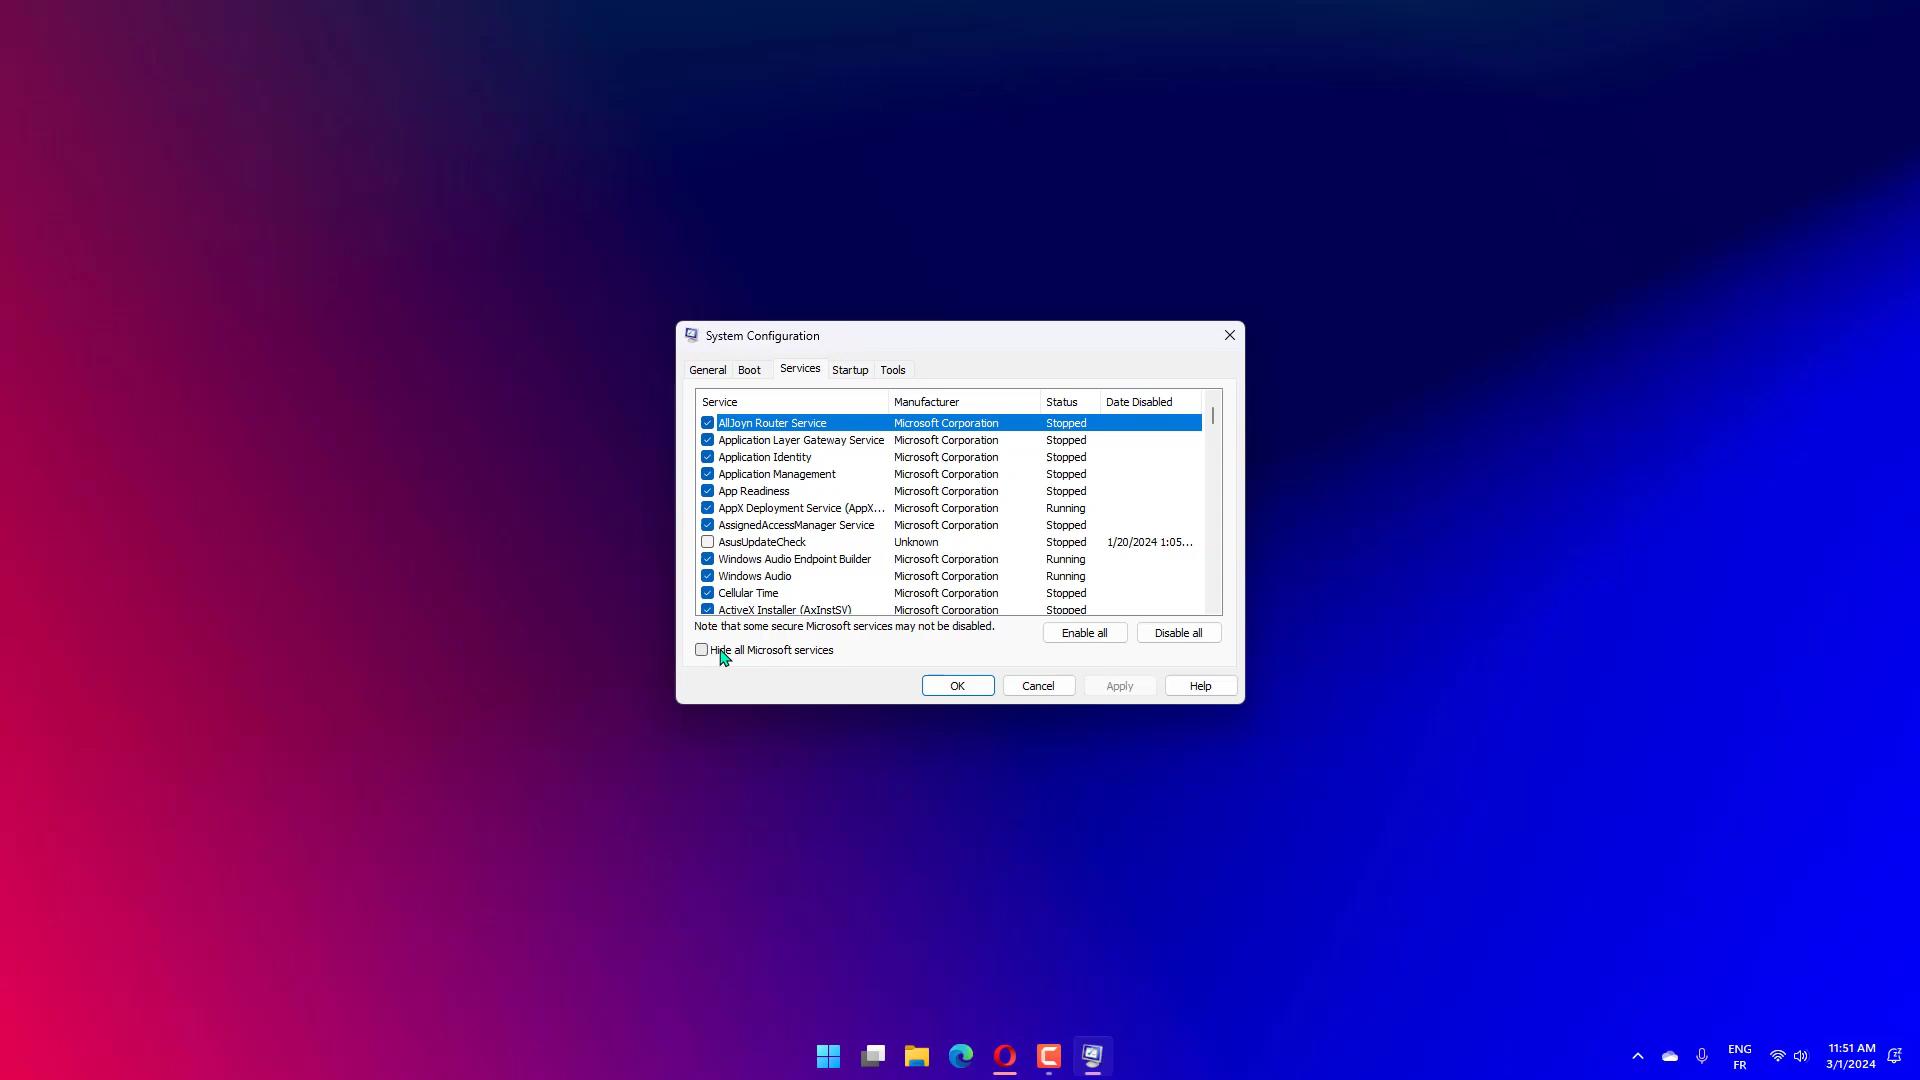 System Configuration
General Boot Services Startup Tools
Service Manufacturer Status Date Disabled
AllJoyn Router Service Microsoft Corporation Stopped
Application Layer Gateway Service Microsoft Corporation Stopped
Application Identity Microsoft Corporation Stopped
Application Management Microsoft Corporation Stopped
App Readiness Microsoft Corporation Stopped
AppX Deployment Service (AppX... Microsoft Corporation Running
AssignedAccessManager Service Microsoft Corporation Stopped
AsusUpdateCheck Unknown Stopped 1/20/2024 1:05...
Windows Audio Endpoint Builder Microsoft Corporation Running
Windows Audio Microsoft Corporation Running
Cellular Time Microsoft Corporation Stopped
ActiveX Installer (AxInstSV) Microsoft Corporation Stopped
Note that some secure Microsoft services may not be disabled.
Enable all Disable all
Hide all Microsoft services
OK Cancel Apply Help
ENG 11:51 AM
FR 3/1/2024